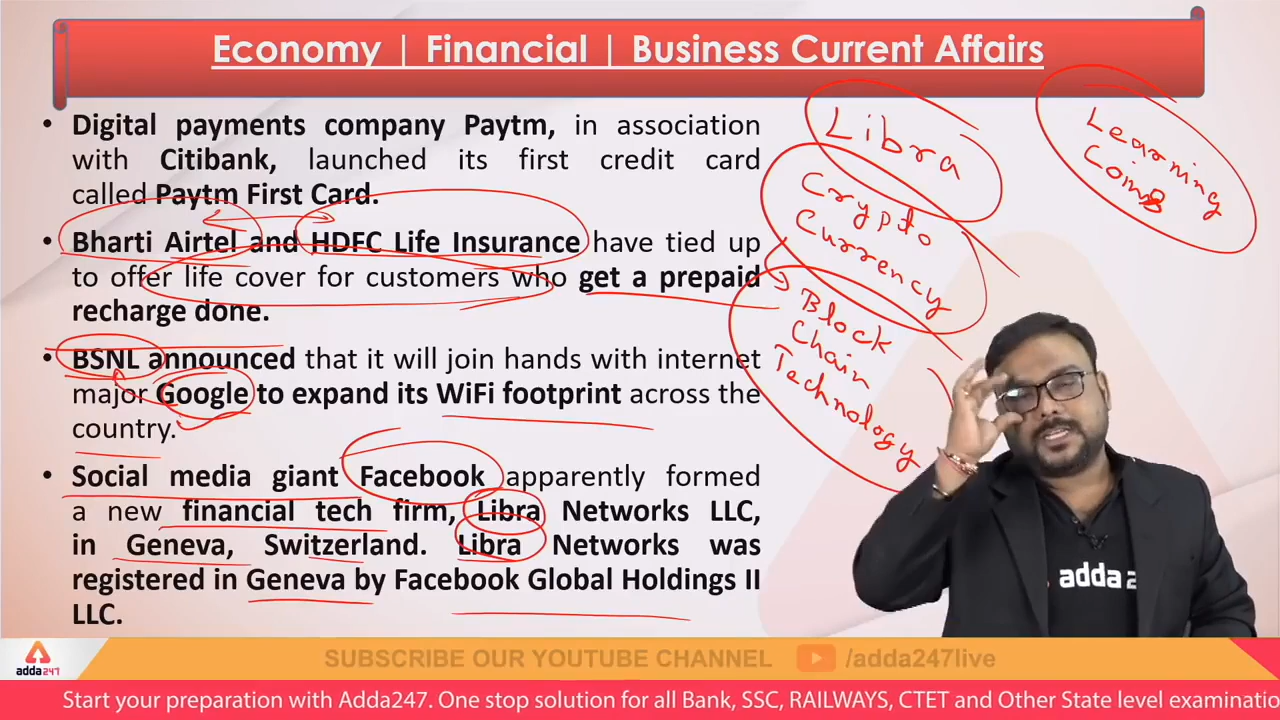 Economy | Financial | Business Current Affairs
• Digital payments company Paytm, in association
with Citibank, launched its first credit card
called Paytm First Card.
• Bharti Airtel and HDFC Life Insurance have tied up
to offer life cover for customers who get a prepaid
recharge done.
• BSNL announced that it will join hands with internet
major Google to expand its WiFi footprint across the
country.
• Social media giant Facebook apparently formed
a new financial tech firm, Libra Networks LLC,
in Geneva, Switzerland. Libra Networks was
registered in Geneva by Facebook Global Holdings II
LLC.
Libra
Crypto
Currency
Block
Chain
Technology
Learning
Coins
adda2
adda247
SUBSCRIBE OUR YOUTUBE CHANNEL /adda247live
Start your preparation with Adda247. One stop solution for all Bank, SSC, RAILWAYS, CTET and Other State level examinatio